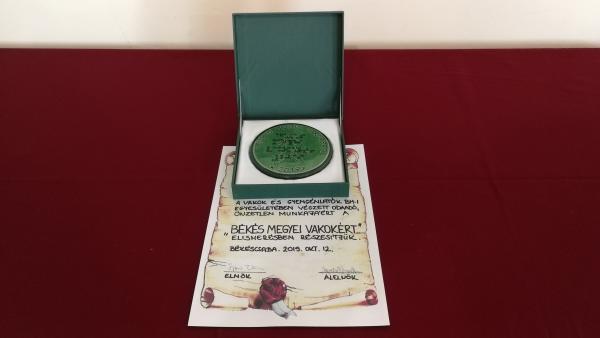 A VAKOK ÉS GYENGÉNLÁTÓK BM-I
EGYESÜLETÉBEN VÉGZETT ODAADÓ,
ÖNZETLEN MUNKÁJÁÉRT A
„BÉKÉS MEGYEI VAKOKÉRT”
ELISMERÉSBEN RÉSZESÍTJÜK.
BÉKÉSCSABA. 2019. OKT. 12.
ELNÖK ALELNÖK